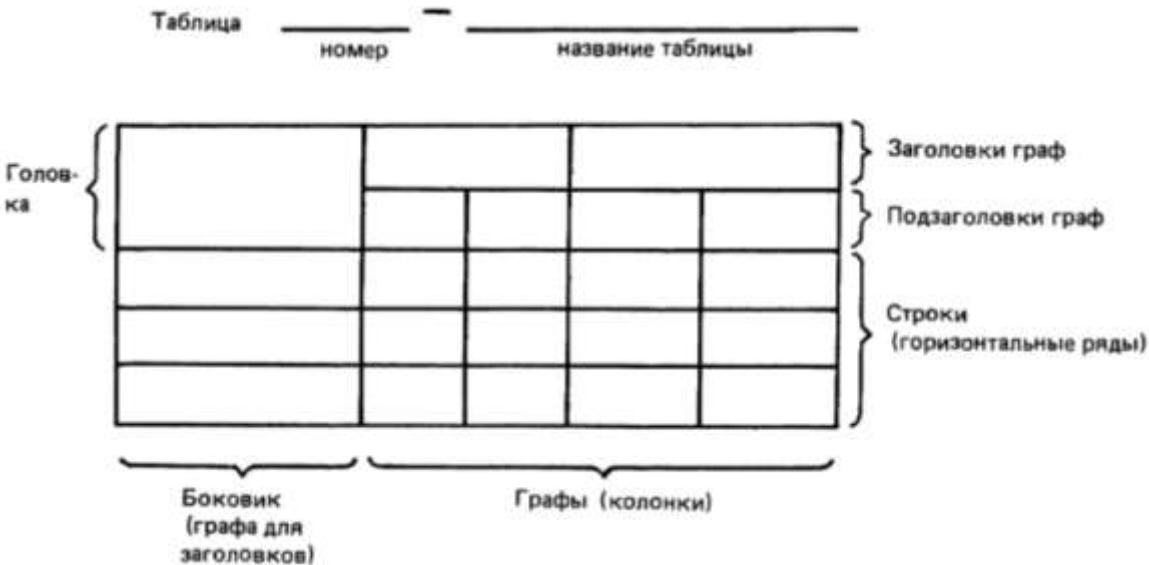 Таблица –
номер название таблицы
Голов-
ка
Заголовки граф
Подзаголовки граф
Строки
(горизонтальные ряды)
Боковик
(графа для
заголовков)
Графы (колонки)